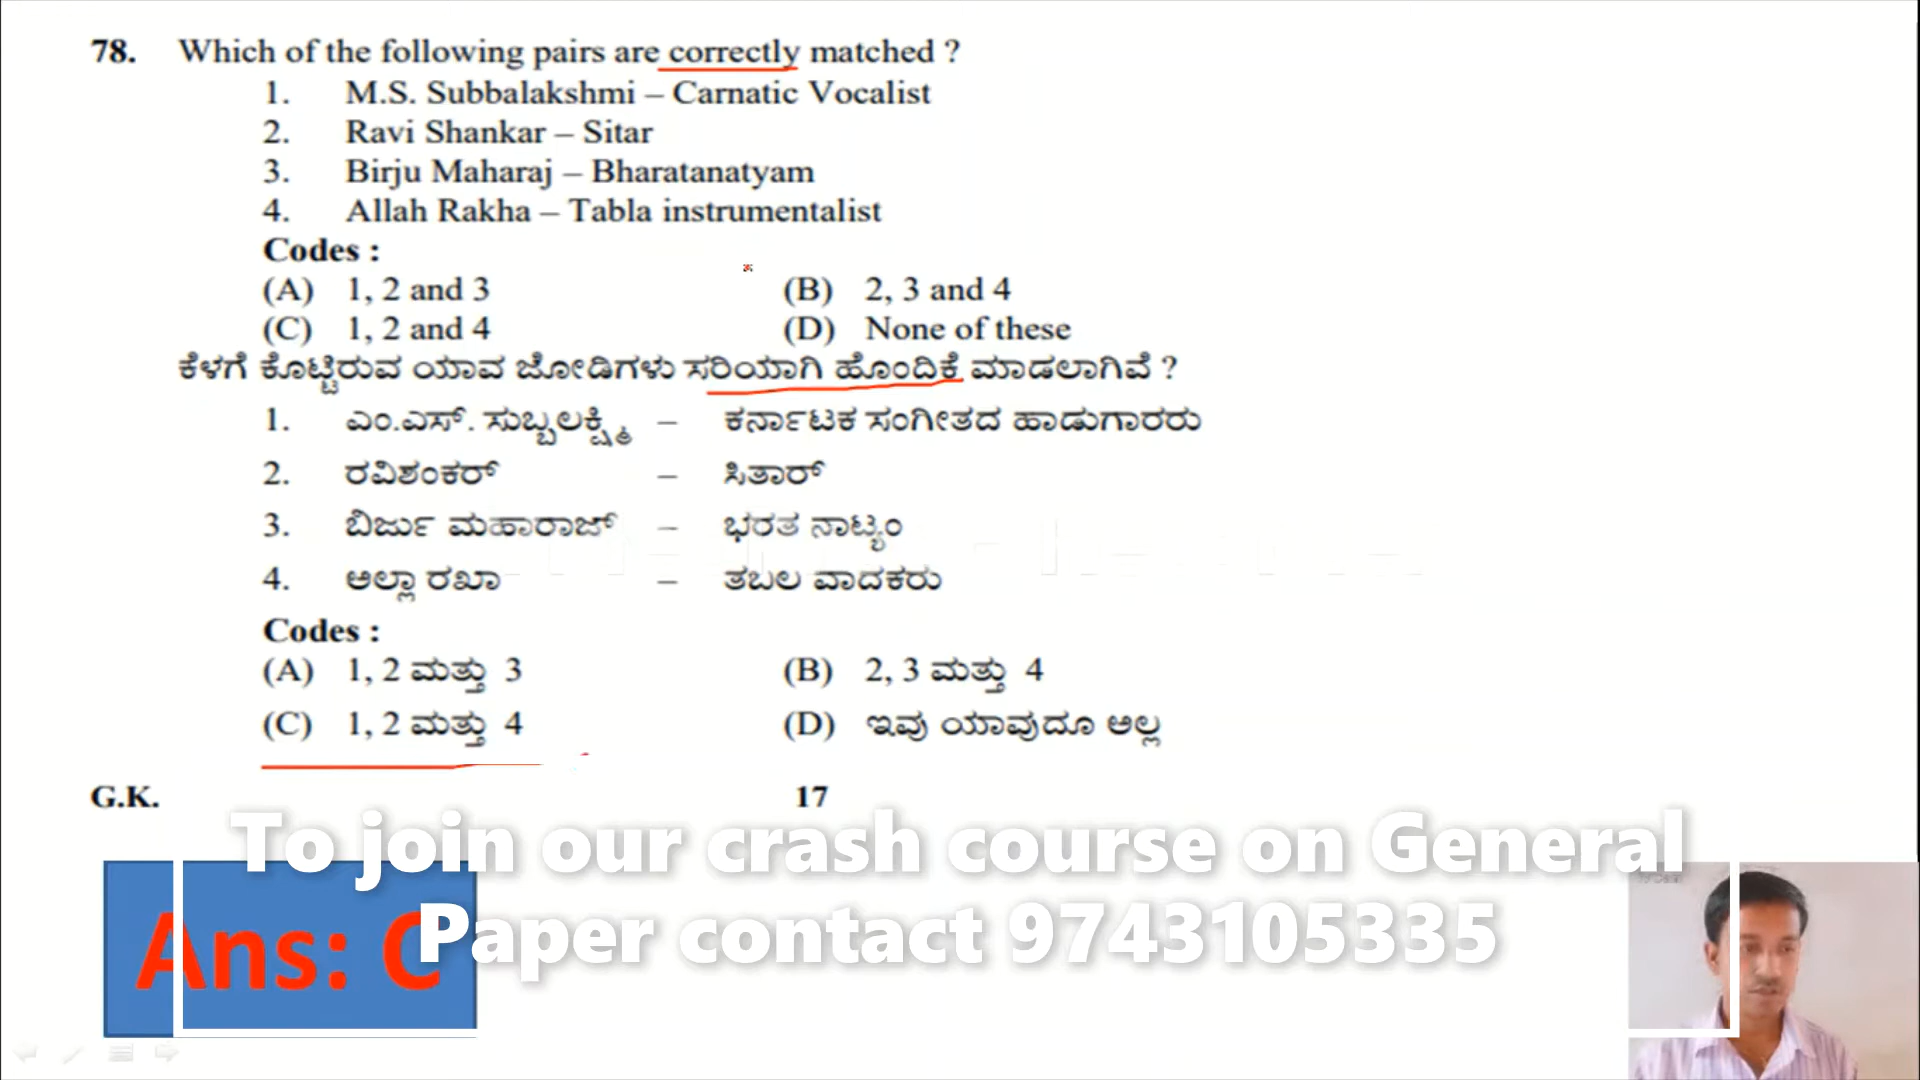 78. Which of the following pairs are correctly matched ?
1. M.S. Subbalakshmi – Carnatic Vocalist
2. Ravi Shankar – Sitar
3. Birju Maharaj – Bharatanatyam
4. Allah Rakha – Tabla instrumentalist
Codes :
(A) 1, 2 and 3 (B) 2, 3 and 4
(C) 1, 2 and 4 (D) None of these
ಕೆಳಗೆ ಕೊಟ್ಟಿರುವ ಯಾವ ಜೋಡಿಗಳು ಸರಿಯಾಗಿ ಹೊಂದಿಕೆ ಮಾಡಲಾಗಿವೆ ?
1. ಎಂ.ಎಸ್. ಸುಬ್ಬಲಕ್ಷ್ಮಿ – ಕರ್ನಾಟಕ ಸಂಗೀತದ ಹಾಡುಗಾರರು
2. ರವಿಶಂಕರ್ – ಸಿತಾರ್
3. ಬಿರ್ಜು ಮಹಾರಾಜ್ – ಭರತ ನಾಟ್ಯಂ
4. ಅಲ್ಲಾ ರಖಾ – ತಬಲ ವಾದಕರು
Codes :
(A) 1, 2 ಮತ್ತು 3 (B) 2, 3 ಮತ್ತು 4
(C) 1, 2 ಮತ್ತು 4 (D) ಇವು ಯಾವುದೂ ಅಲ್ಲ
G.K. 17
To join our crash course on General
Paper contact 9743105335
Ans: C